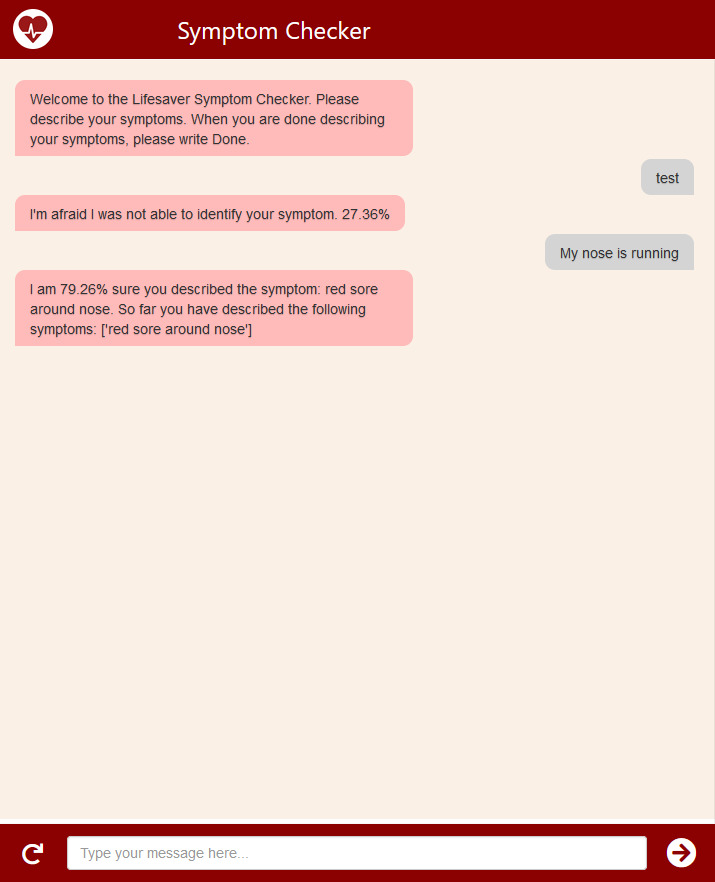 Symptom Checker
Welcome to the Lifesaver Symptom Checker. Please
describe your symptoms. When you are done describing
your symptoms, please write Done.
test
I'm afraid I was not able to identify your symptom. 27.36%
My nose is running
I am 79.26% sure you described the symptom: red sore
around nose. So far you have described the following
symptoms: ['red sore around nose']
Type your message here...